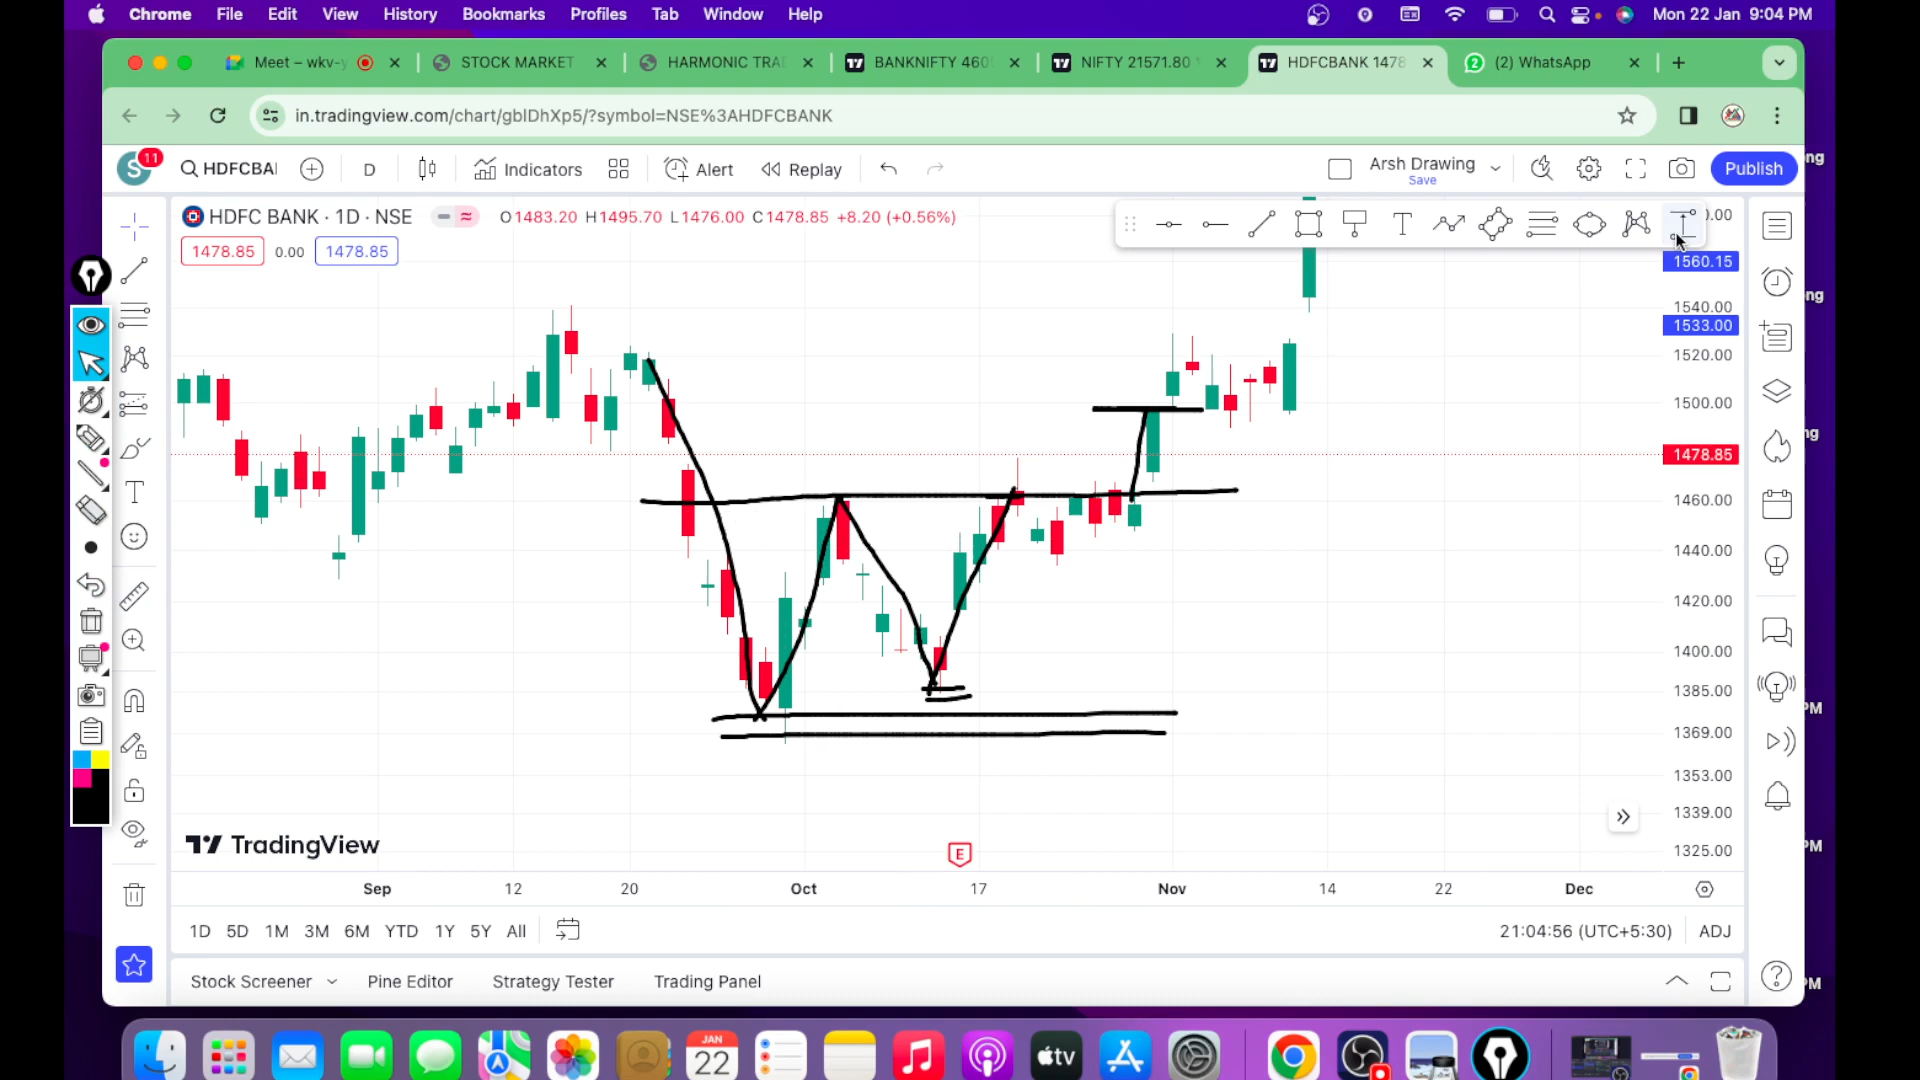 Chrome File Edit View History Bookmarks Profiles Tab Window Help Mon 22 Jan 9:04 PM
Meet – wkv-y STOCK MARKET HARMONIC TRA BANKNIFTY 460 NIFTY 21571.80 HDFCBANK 1478 (2) WhatsApp
in.tradingview.com/chart/gblDhXp5/?symbol=NSE%3AHDFCBANK
S 11 HDFCBA D Indicators Alert Replay Arsh Drawing Publish
Save
HDFC BANK · 1D · NSE O1483.20 H1495.70 L1476.00 C1478.85 +8.20 (+0.56%)
1478.85 0.00 1478.85
1560.15
1540.00
1533.00
1520.00
1500.00
1478.85
1460.00
1440.00
1420.00
1400.00
1385.00
1369.00
1353.00
1339.00
1325.00
TradingView
E
Sep 12 20 Oct 17 Nov 14 22 Dec
1D 5D 1M 3M 6M YTD 1Y 5Y All 21:04:56 (UTC+5:30) ADJ
Stock Screener Pine Editor Strategy Tester Trading Panel
JAN
22
tv